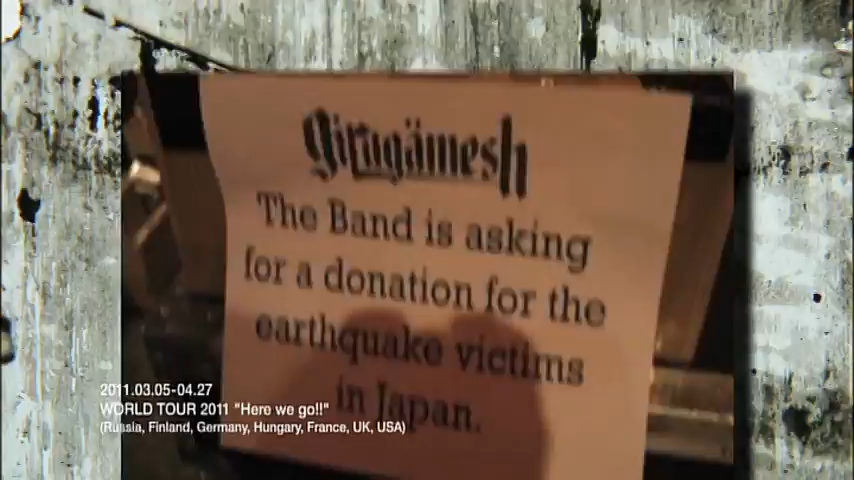 girugämesh
The Band is asking
for a donation for the
earthquake victims
in Japan.
2011.03.05-04.27
WORLD TOUR 2011 "Here we go!!"
(Russia, Finland, Germany, Hungary, France, UK, USA)